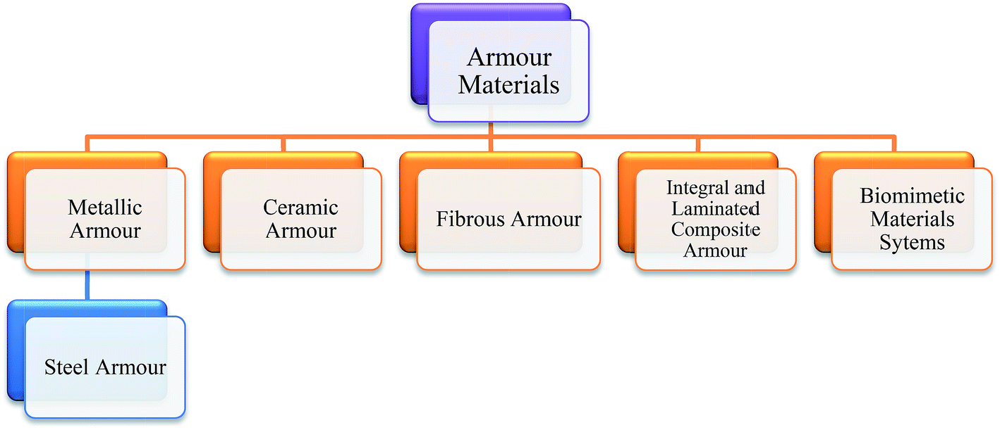 Armour
Materials
Metallic
Armour
Ceramic
Armour
Fibrous Armour
Integral and
Laminated
Composite
Armour
Biomimetic
Materials
Sytems
Steel Armour